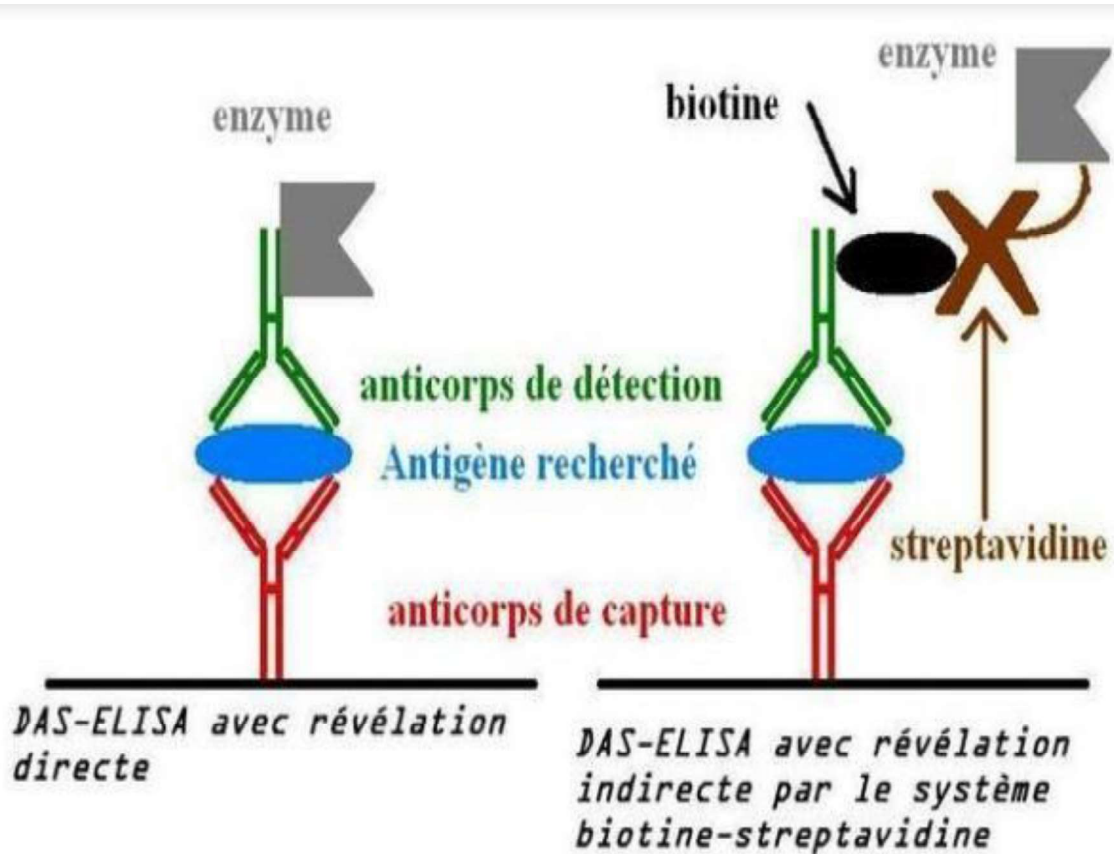 enzyme
enzyme
biotine
anticorps de détection
Antigène recherché
streptavidine
anticorps de capture
DAS-ELISA avec révélation
directe
DAS-ELISA avec révélation
indirecte par le système
biotine-streptavidine